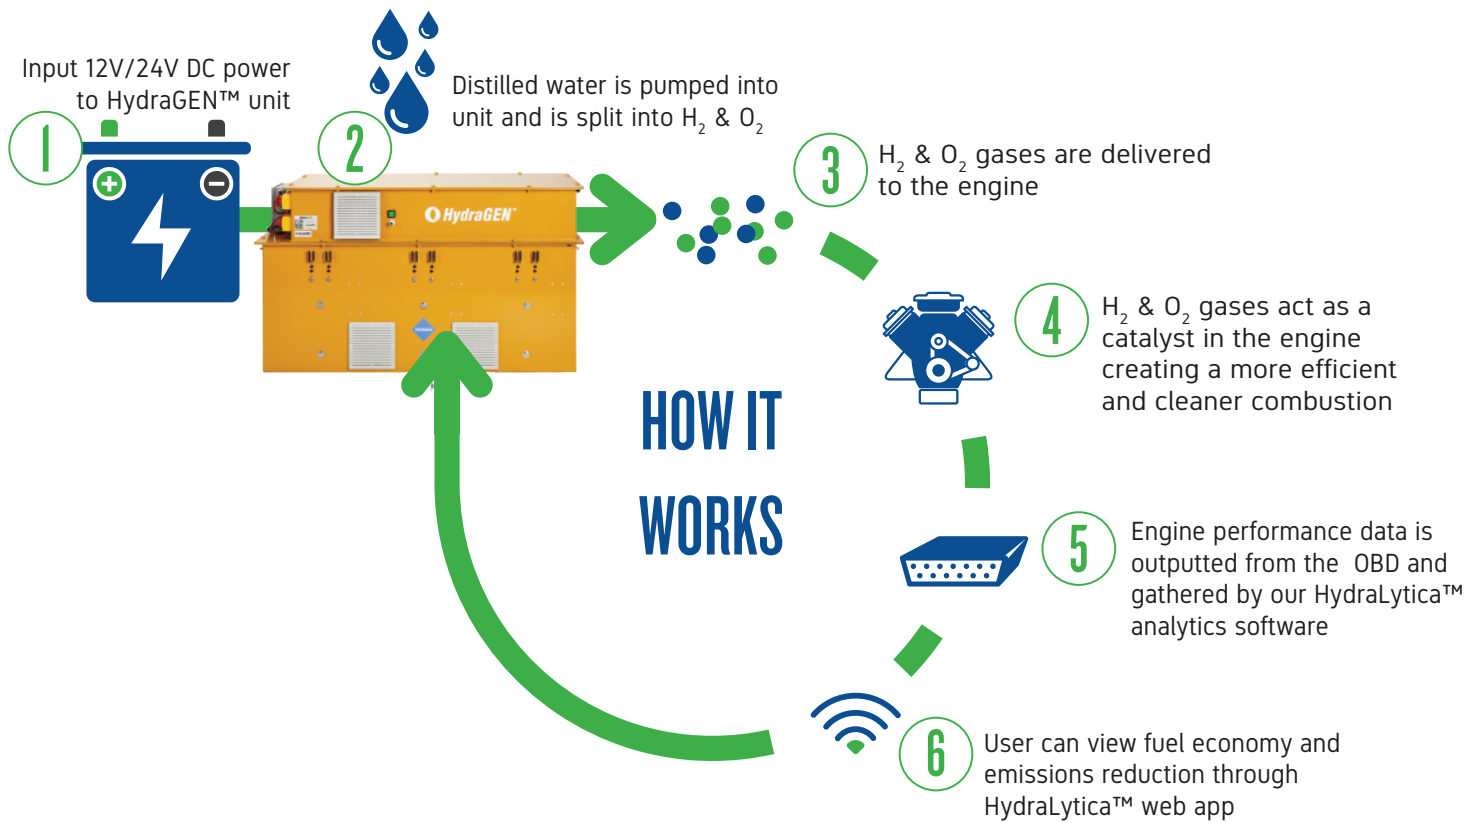 Input 12V/24V DC power
to HydraGEN™ unit
1
2
Distilled water is pumped into
unit and is split into H₂ & O₂
HydraGEN™
3
H₂ & O₂ gases are delivered
to the engine
4
H₂ & O₂ gases act as a
catalyst in the engine
creating a more efficient
and cleaner combustion
HOW IT
WORKS
5
Engine performance data is
outputted from the OBD and
gathered by our HydraLytica™
analytics software
6
User can view fuel economy and
emissions reduction through
HydraLytica™ web app